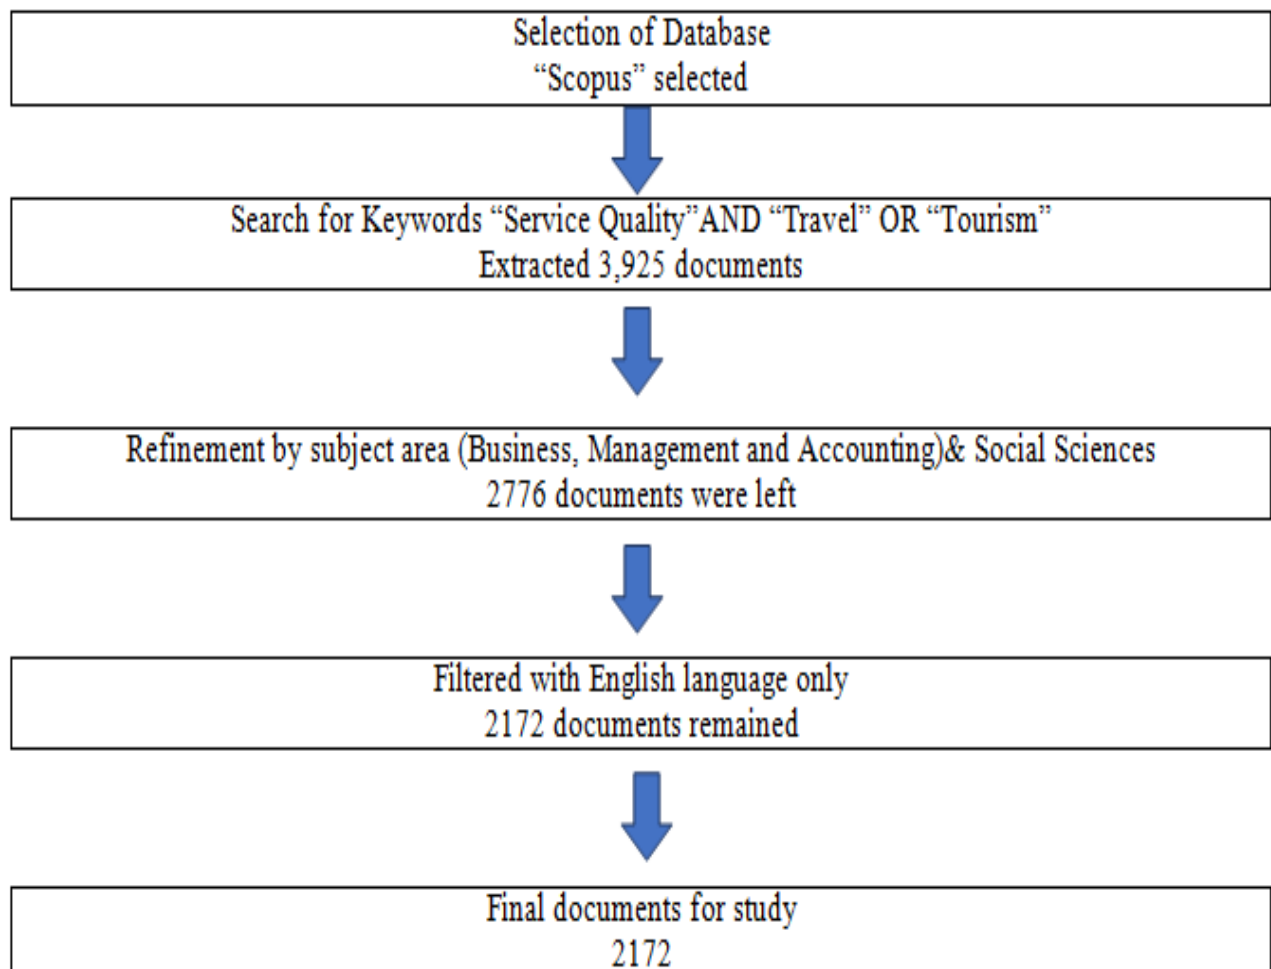 Selection of Database
“Scopus” selected
Search for Keywords “Service Quality”AND “Travel” OR “Tourism”
Extracted 3,925 documents
Refinement by subject area (Business, Management and Accounting)& Social Sciences
2776 documents were left
Filtered with English language only
2172 documents remained
Final documents for study
2172